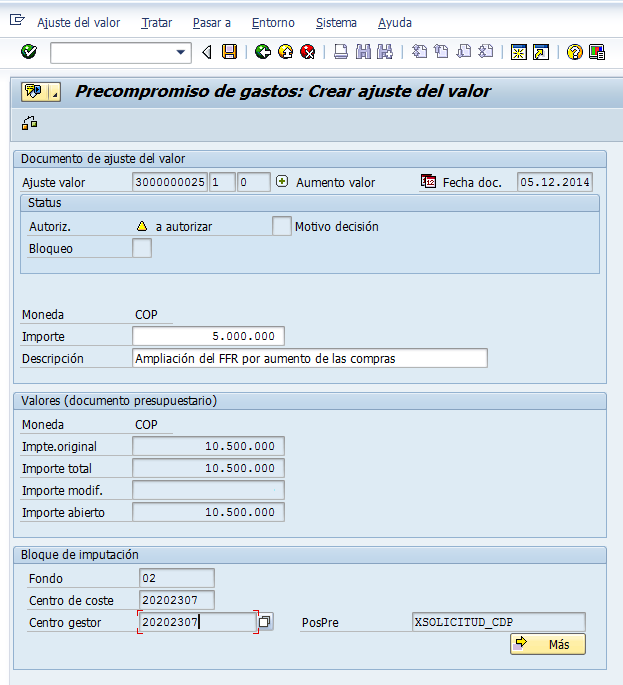 Ajuste del valor Tratar Pasar a Entorno Sistema Ayuda
Precompromiso de gastos: Crear ajuste del valor
Documento de ajuste del valor
Ajuste valor 3000000025 1 0 Aumento valor 12 Fecha doc. 05.12.2014
Status
Autoriz. a autorizar Motivo decisión
Bloqueo
Moneda COP
Importe 5.000.000
Descripción Ampliación del FFR por aumento de las compras
Valores (documento presupuestario)
Moneda COP
Impte.original 10.500.000
Importe total 10.500.000
Importe modif.
Importe abierto 10.500.000
Bloque de imputación
Fondo 02
Centro de coste 20202307
Centro gestor 20202307 PosPre XSOLICITUD_CDP
Más